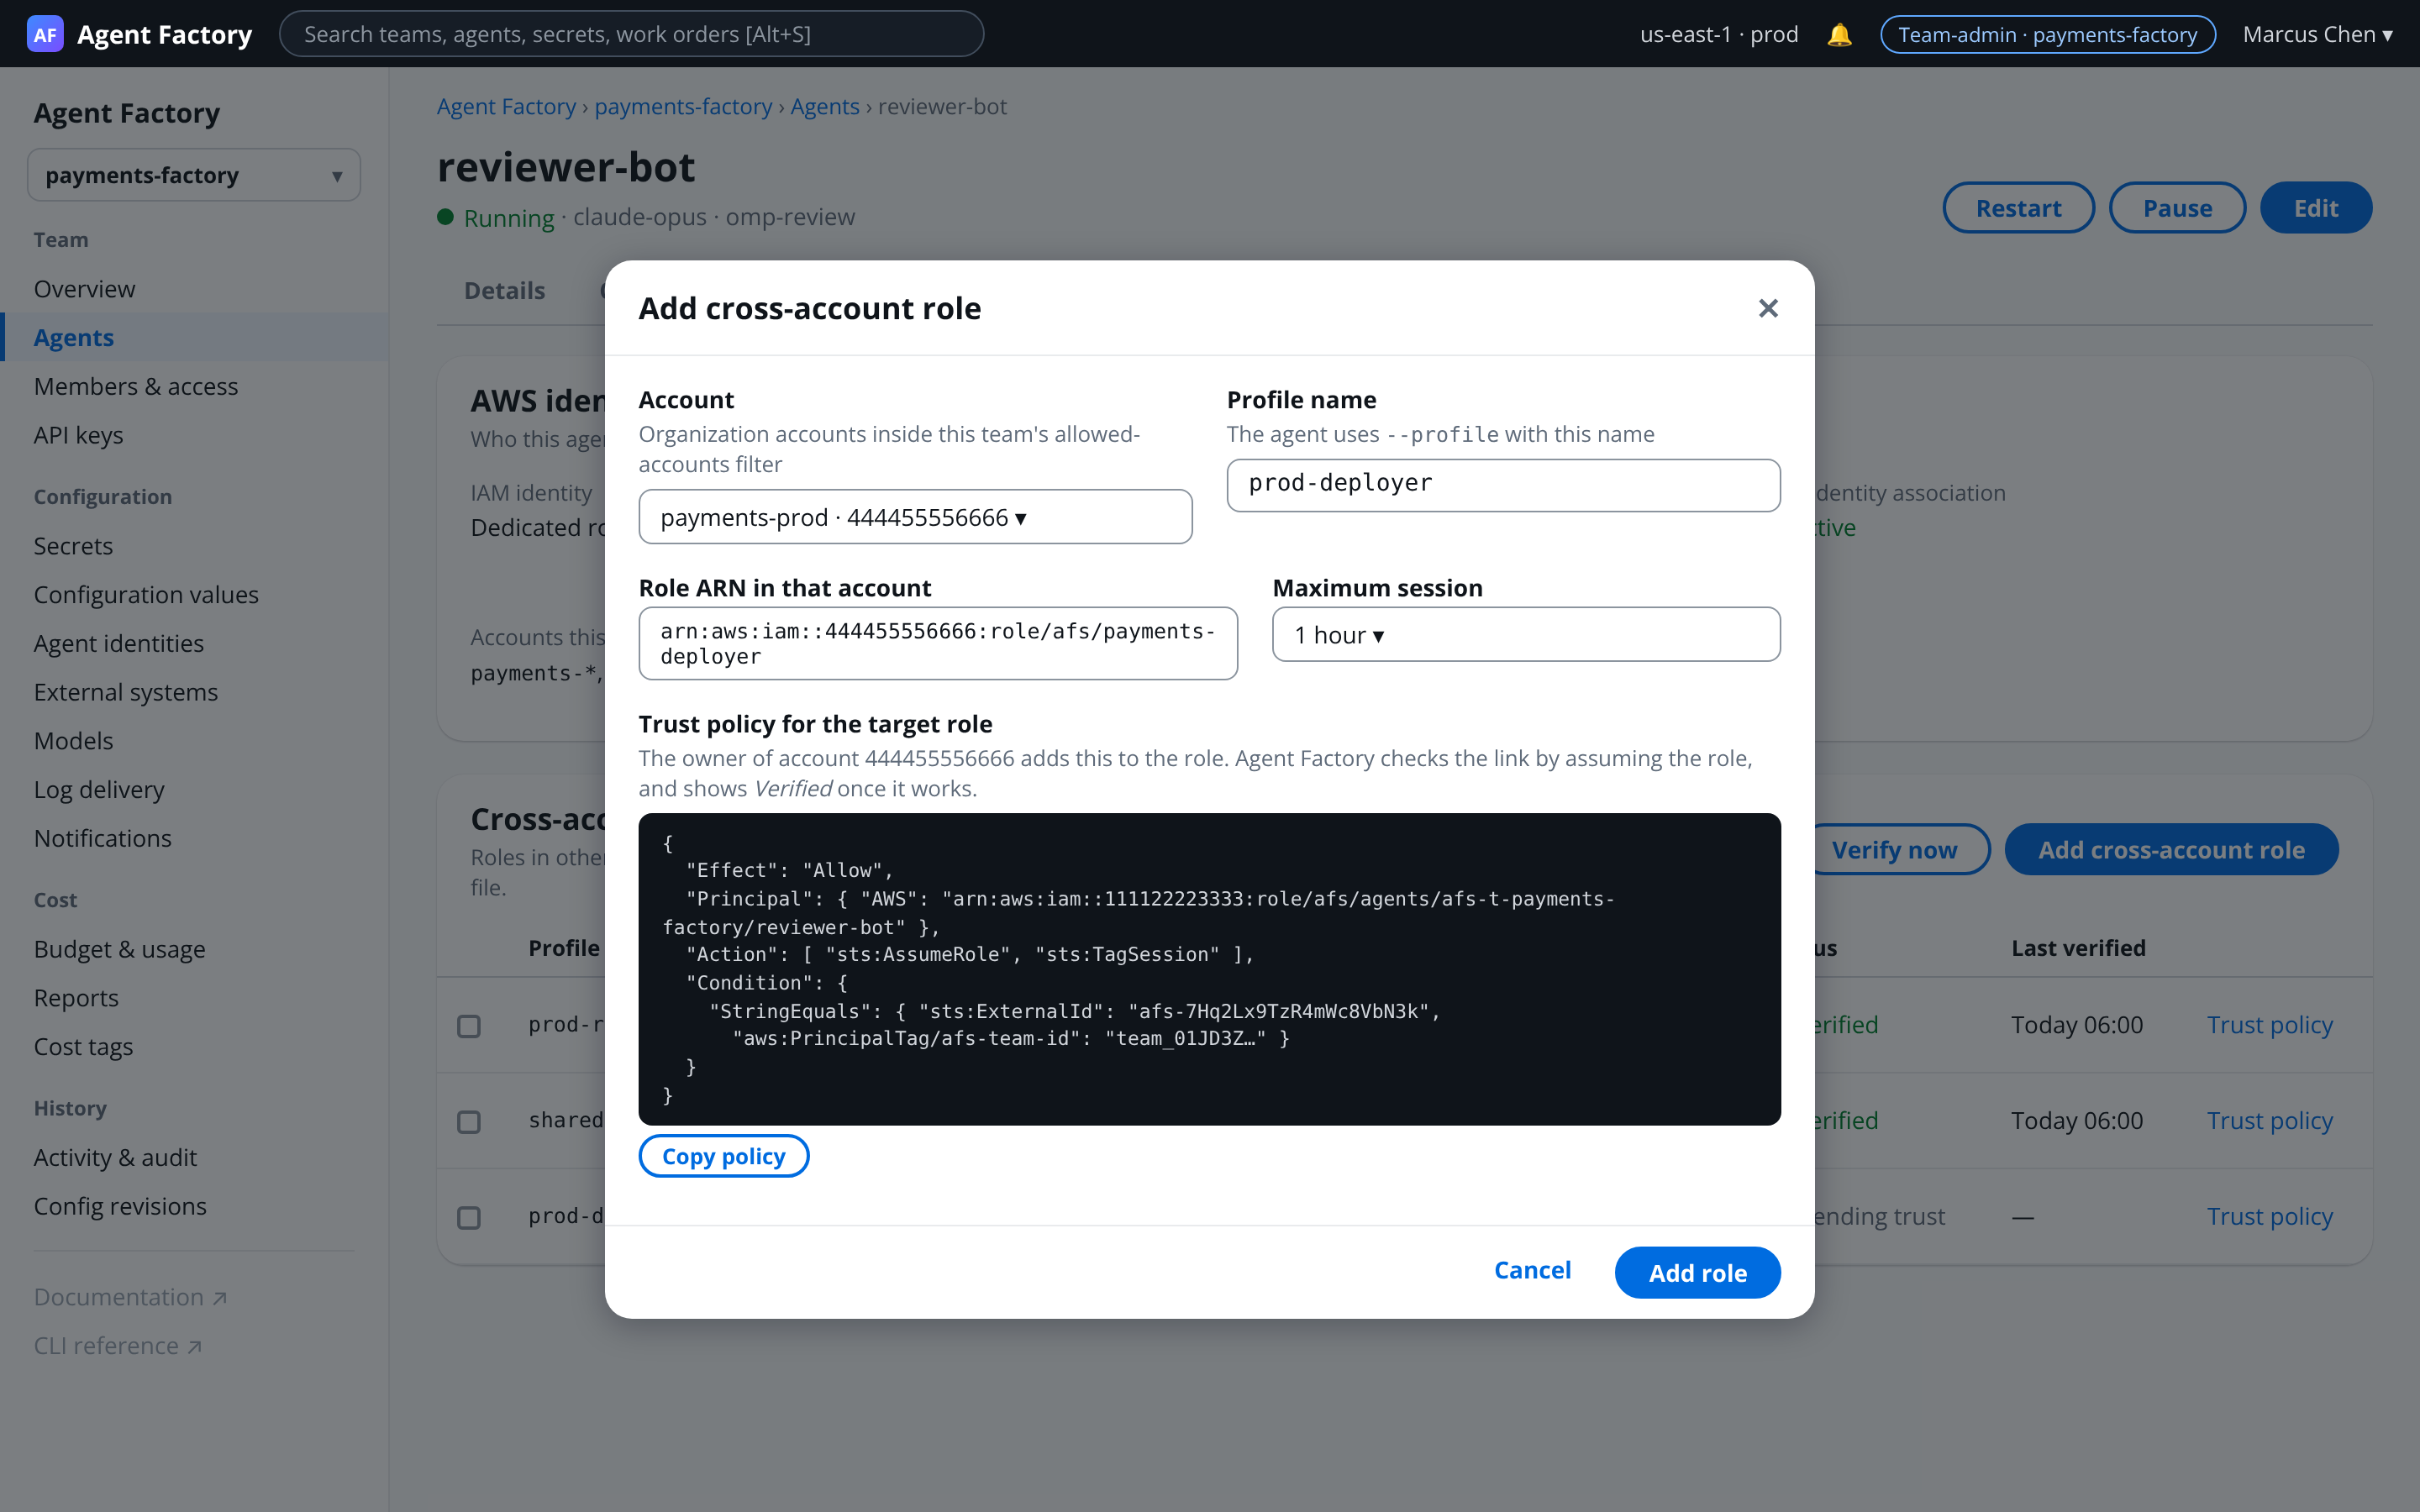 AF Agent Factory
Search teams, agents, secrets, work orders [Alt+S]
us-east-1 · prod
Team-admin · payments-factory
Marcus Chen ▾
Agent Factory
payments-factory ▾
Team
Overview
Agents
Members & access
API keys
Configuration
Secrets
Configuration values
Agent identities
External systems
Models
Log delivery
Notifications
Cost
Budget & usage
Reports
Cost tags
History
Activity & audit
Config revisions
Documentation ↗
CLI reference ↗
Agent Factory › payments-factory › Agents › reviewer-bot
reviewer-bot
Running · claude-opus · omp-review
Restart
Pause
Edit
Details
AWS iden
Who this age
IAM identity
Dedicated ro
Accounts this
payments-*,
dentity association
ctive
Cross-acc
Roles in othe
file.
Verify now
Add cross-account role
Profile
us
Last verified
prod-r
erified
Today 06:00
Trust policy
shared
erified
Today 06:00
Trust policy
prod-d
ending trust
—
Trust policy
Add cross-account role
✕
Account
Organization accounts inside this team's allowed-
accounts filter
payments-prod · 444455556666 ▾
Profile name
The agent uses --profile with this name
prod-deployer
Role ARN in that account
arn:aws:iam::444455556666:role/afs/payments-
deployer
Maximum session
1 hour ▾
Trust policy for the target role
The owner of account 444455556666 adds this to the role. Agent Factory checks the link by assuming the role,
and shows Verified once it works.
{
"Effect": "Allow",
"Principal": { "AWS": "arn:aws:iam::111122223333:role/afs/agents/afs-t-payments-
factory/reviewer-bot" },
"Action": [ "sts:AssumeRole", "sts:TagSession" ],
"Condition": {
"StringEquals": { "sts:ExternalId": "afs-7Hq2Lx9TzR4mWc8VbN3k",
"aws:PrincipalTag/afs-team-id": "team_01JD3Z…" }
}
}
Copy policy
Cancel
Add role